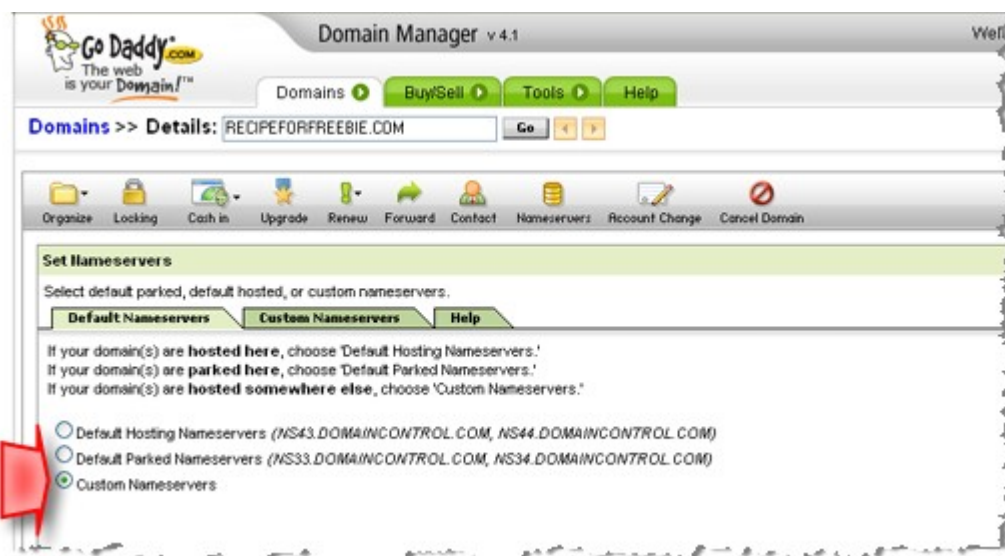 Go Daddy.com
The web
is your Domain!™
Domain Manager v 4.1
Domains Buy/Sell Tools Help
Domains >> Details: RECIPEFORFREEBIE.COM Go
Organize Locking Cash in Upgrade Renew Forward Contact Nameservers Account Change Cancel Domain
Set Nameservers
Select default parked, default hosted, or custom nameservers.
Default Nameservers Custom Nameservers Help
If your domain(s) are hosted here, choose 'Default Hosting Nameservers.'
If your domain(s) are parked here, choose 'Default Parked Nameservers.'
If your domain(s) are hosted somewhere else, choose 'Custom Nameservers.'
Default Hosting Nameservers (NS43.DOMAINCONTROL.COM, NS44.DOMAINCONTROL.COM)
Default Parked Nameservers (NS33.DOMAINCONTROL.COM, NS34.DOMAINCONTROL.COM)
Custom Nameservers